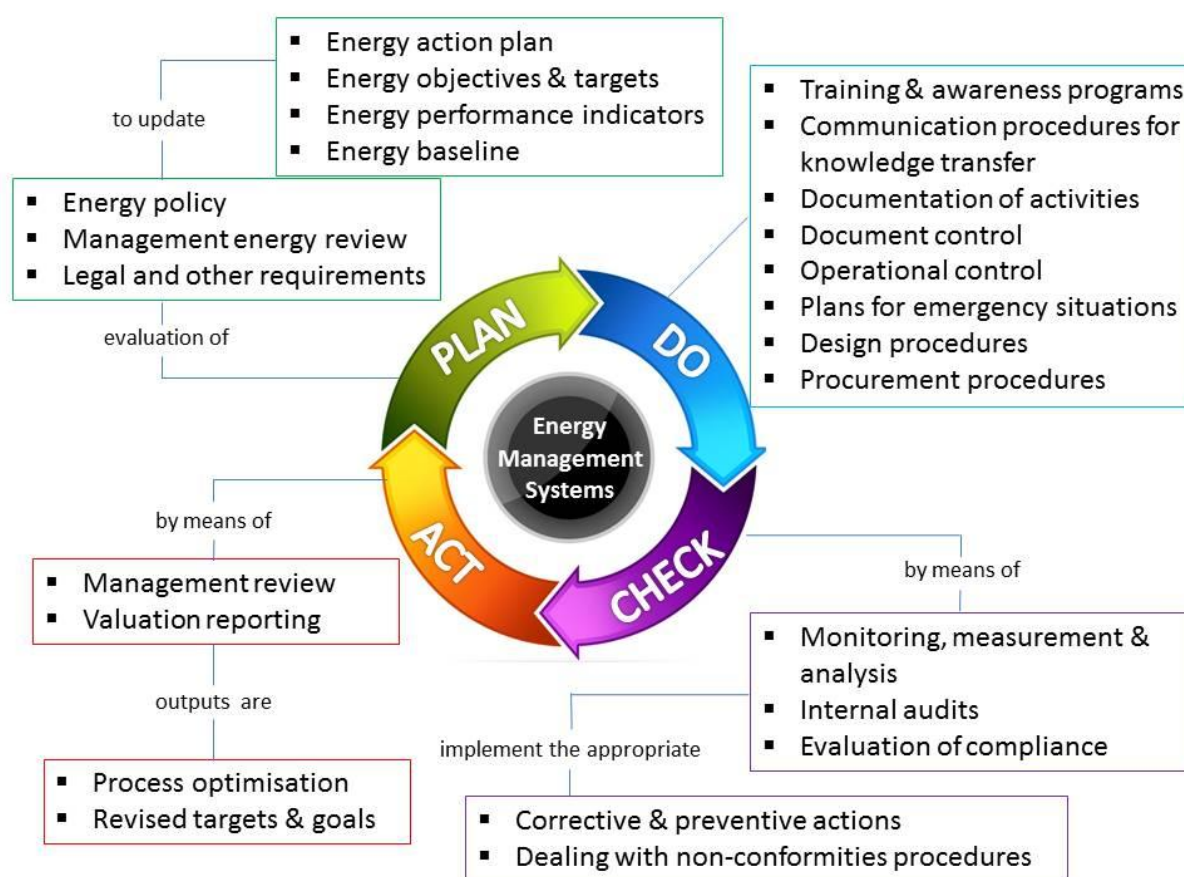 ▪ Energy action plan
▪ Energy objectives & targets
▪ Energy performance indicators
▪ Energy baseline
to update
▪ Energy policy
▪ Management energy review
▪ Legal and other requirements
evaluation of
PLAN
▪ Training & awareness programs
▪ Communication procedures for
knowledge transfer
▪ Documentation of activities
▪ Document control
▪ Operational control
▪ Plans for emergency situations
▪ Design procedures
▪ Procurement procedures
DO
Energy
Management
Systems
CHECK
by means of
▪ Monitoring, measurement &
analysis
▪ Internal audits
▪ Evaluation of compliance
implement the appropriate
▪ Corrective & preventive actions
▪ Dealing with non-conformities procedures
ACT
by means of
▪ Management review
▪ Valuation reporting
outputs are
▪ Process optimisation
▪ Revised targets & goals